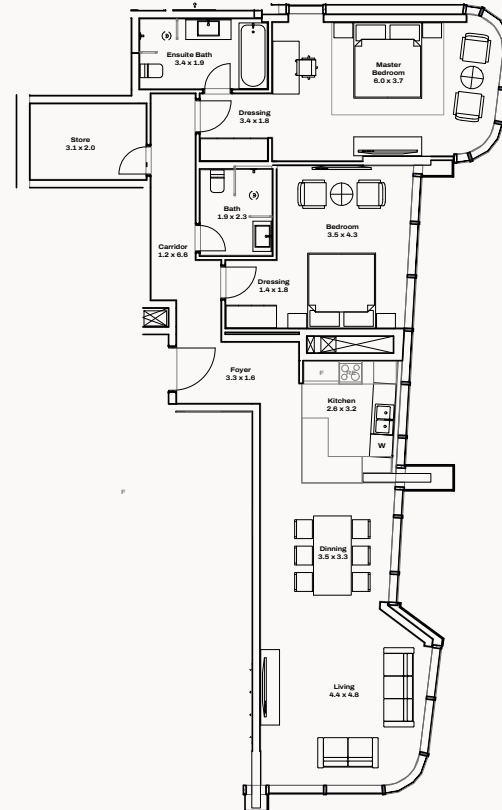 Ensuite Bath
3.4 x 1.9
Master
Bedroom
6.0 x 3.7
Dressing
3.4 x 1.8
Store
3.1 x 2.0
Bath
1.9 x 2.3
Bedroom
3.5 x 4.3
Carridor
1.2 x 6.6
Dressing
1.4 x 1.8
Foyer
3.3 x 1.6
F
Kitchen
2.6 x 3.2
W
F
Dinning
3.5 x 3.3
Living
4.4 x 4.8